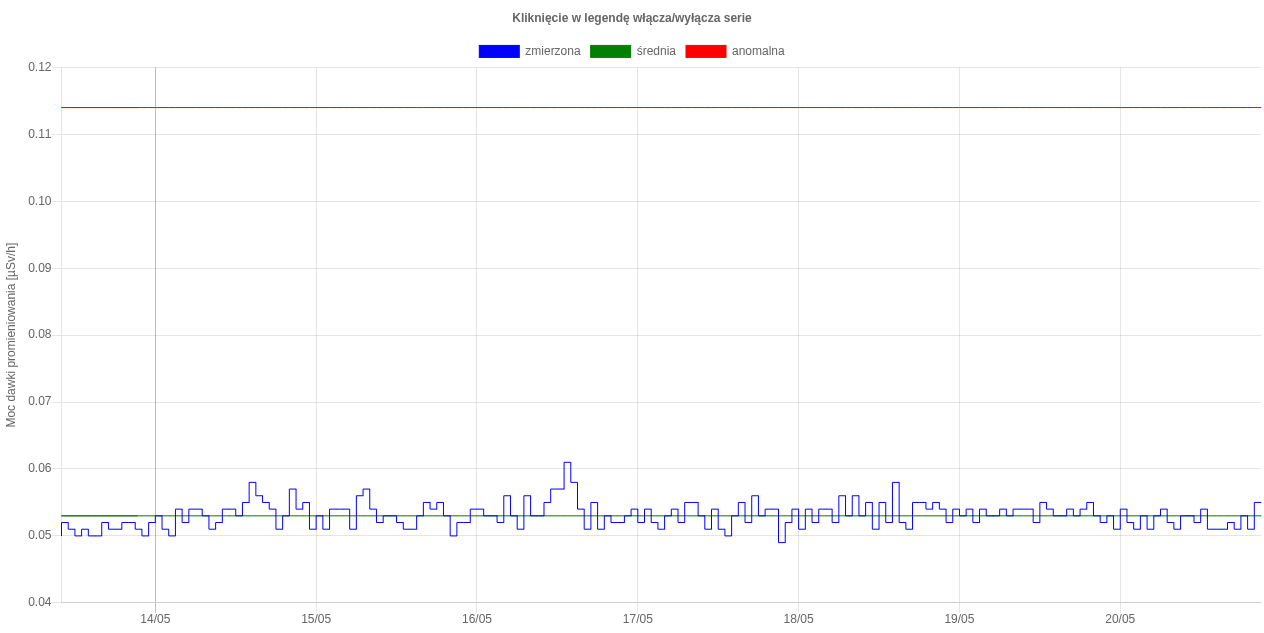 Kliknięcie w legendę włącza/wyłącza serie
zmierzona średnia anomalna
Moc dawki promieniowania [µSv/h]
0.12
0.11
0.10
0.09
0.08
0.07
0.06
0.05
0.04
14/05 15/05 16/05 17/05 18/05 19/05 20/05